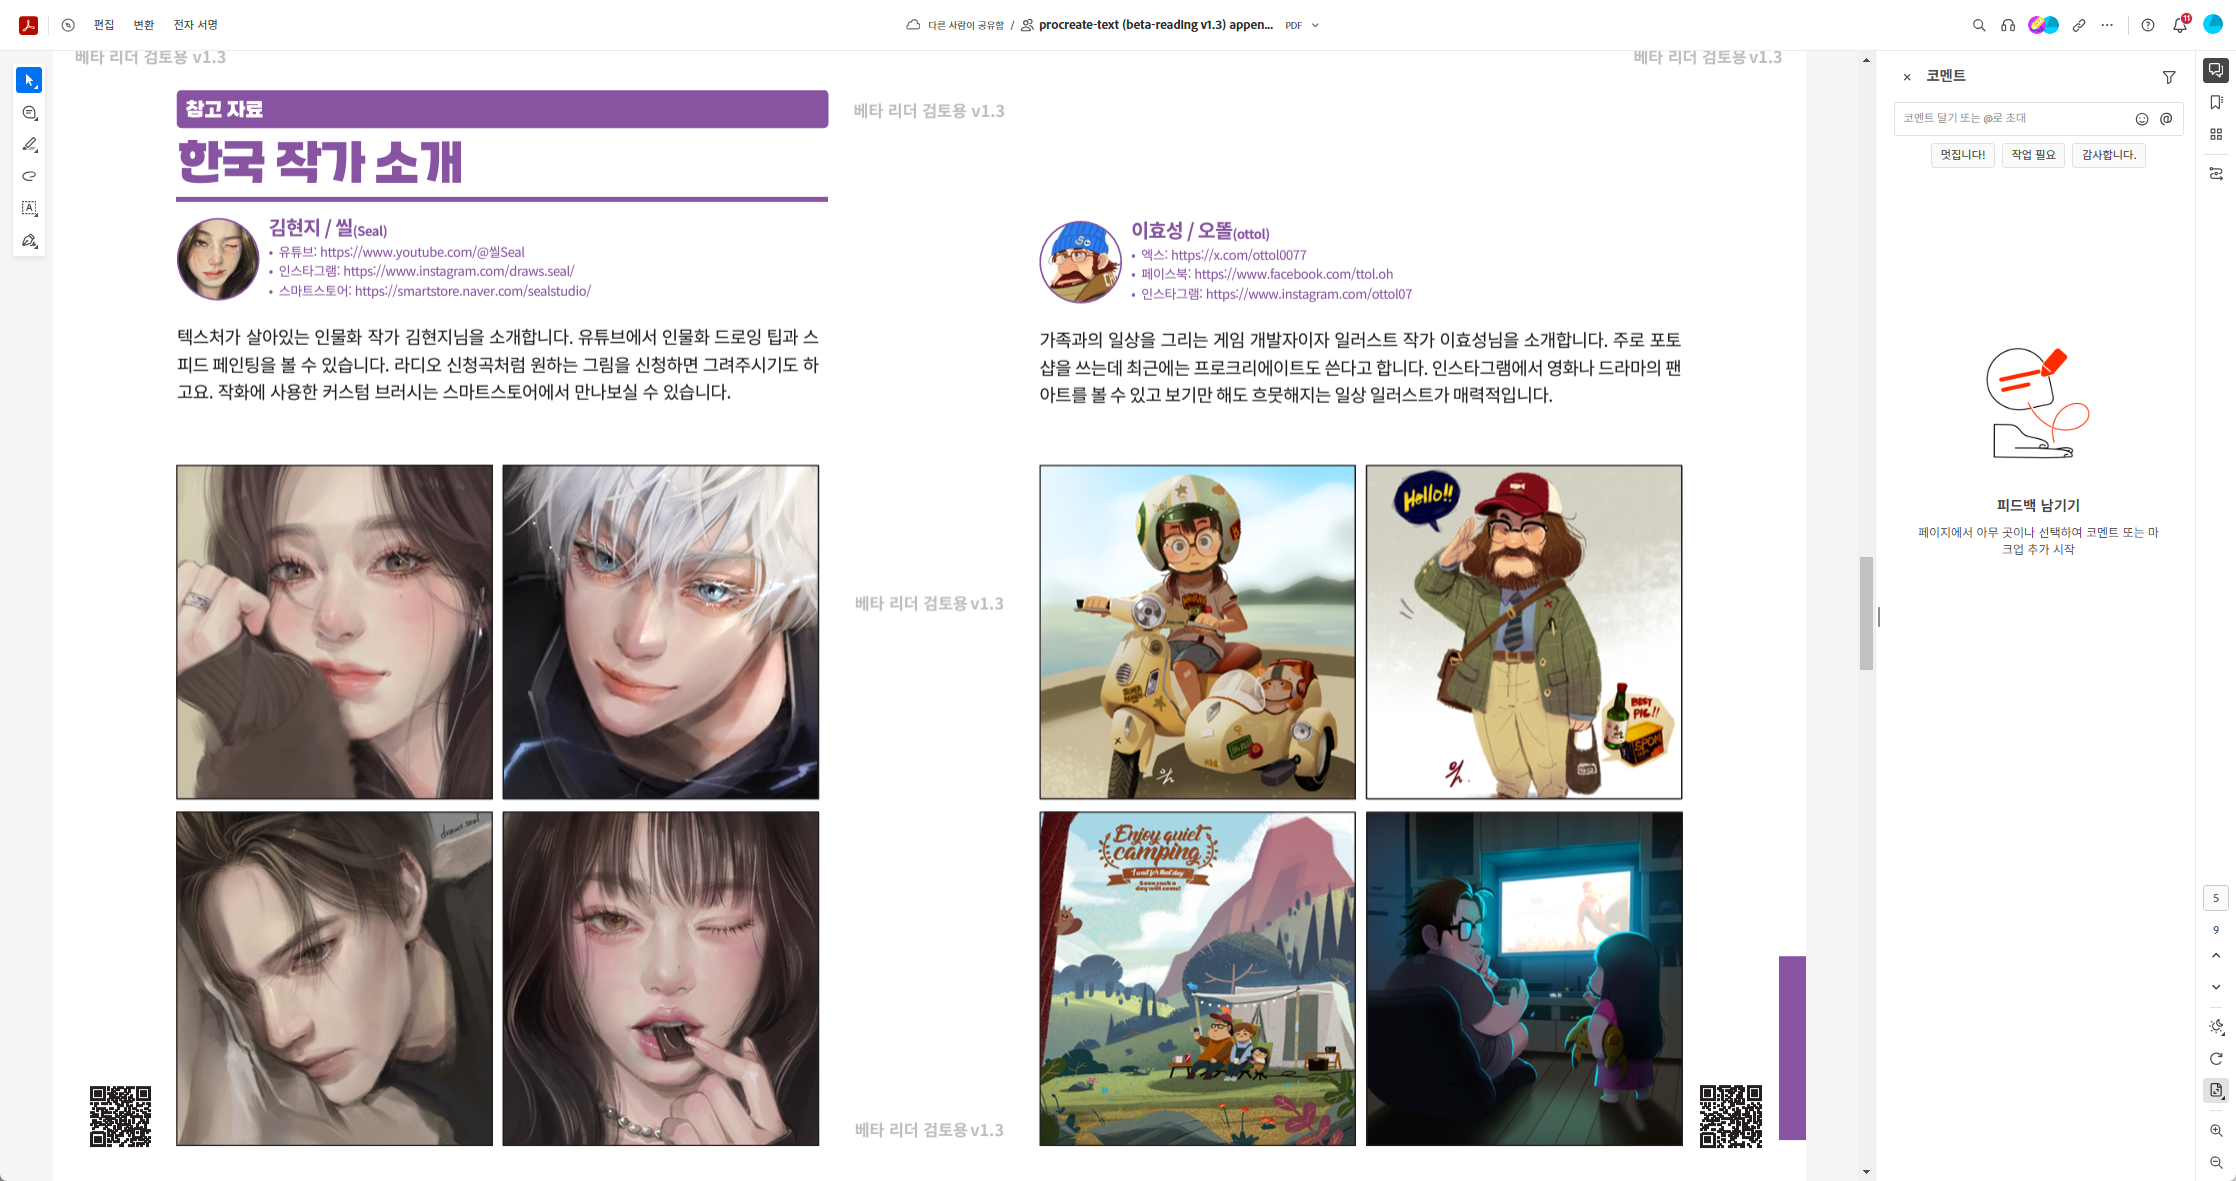 편집 변환 전자 서명
다른 사람이 공유함 / procreate-text (beta-reading v1.3) appen... PDF
11
베타 리더 검토용 v1.3
베타 리더 검토용 v1.3
참고 자료
베타 리더 검토용 v1.3
한국 작가 소개
김현지 / 씰(Seal)
• 유튜브: https://www.youtube.com/@씰Seal
• 인스타그램: https://www.instagram.com/draws.seal/
• 스마트스토어: https://smartstore.naver.com/sealstudio/
텍스처가 살아있는 인물화 작가 김현지님을 소개합니다. 유튜브에서 인물화 드로잉 팁과 스
피드 페인팅을 볼 수 있습니다. 라디오 신청곡처럼 원하는 그림을 신청하면 그려주시기도 하
고요. 작화에 사용한 커스텀 브러시는 스마트스토어에서 만나보실 수 있습니다.
draws.seal
베타 리더 검토용 v1.3
베타 리더 검토용 v1.3
이효성 / 오똘(ottol)
• 엑스: https://x.com/ottol0077
• 페이스북: https://www.facebook.com/ttol.oh
• 인스타그램: https://www.instagram.com/ottol07
가족과의 일상을 그리는 게임 개발자이자 일러스트 작가 이효성님을 소개합니다. 주로 포토
샵을 쓰는데 최근에는 프로크리에이트도 쓴다고 합니다. 인스타그램에서 영화나 드라마의 팬
아트를 볼 수 있고 보기만 해도 흐뭇해지는 일상 일러스트가 매력적입니다.
Hello!!
BEST
PIC!!
SPOM
Enjoy quiet
camping
I wait for that day
Soon such a
day will come!
코멘트
코멘트 달기 또는 @로 초대
멋집니다! 작업 필요 감사합니다.
피드백 남기기
페이지에서 아무 곳이나 선택하여 코멘트 또는 마
크업 추가 시작
5
9